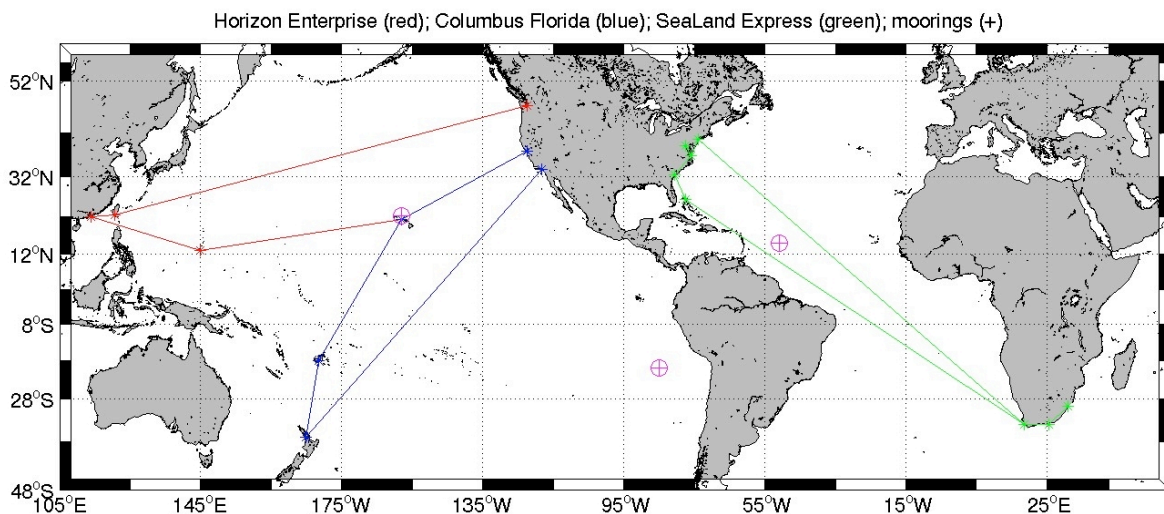 Horizon Enterprise (red); Columbus Florida (blue); SeaLand Express (green); moorings (+)
52°N
32°N
12°N
8°S
28°S
48°S
105°E 145°E 175°W 135°W 95°W 55°W 15°W 25°E